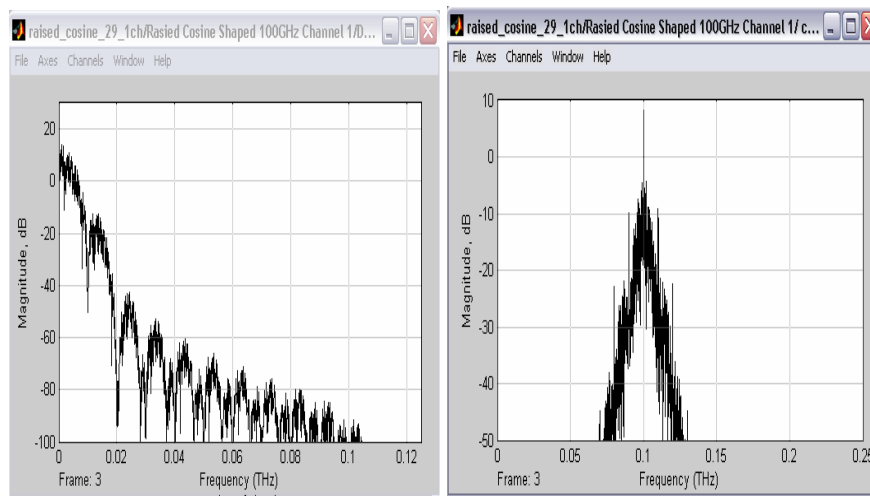 raised_cosine_29_1ch/Rasied Cosine Shaped 100GHz Channel 1/D...
File Axes Channels Window Help
20
0
-20
-40
-60
-80
-100
Magnitude, dB
0 0.02 0.04 0.06 0.08 0.1 0.12
Frame: 3 Frequency (THz)
raised_cosine_29_1ch/Rasied Cosine Shaped 100GHz Channel 1/ c...
File Axes Channels Window Help
10
0
-10
-20
-30
-40
-50
Magnitude, dB
0 0.05 0.1 0.15 0.2 0.25
Frame: 3 Frequency (THz)